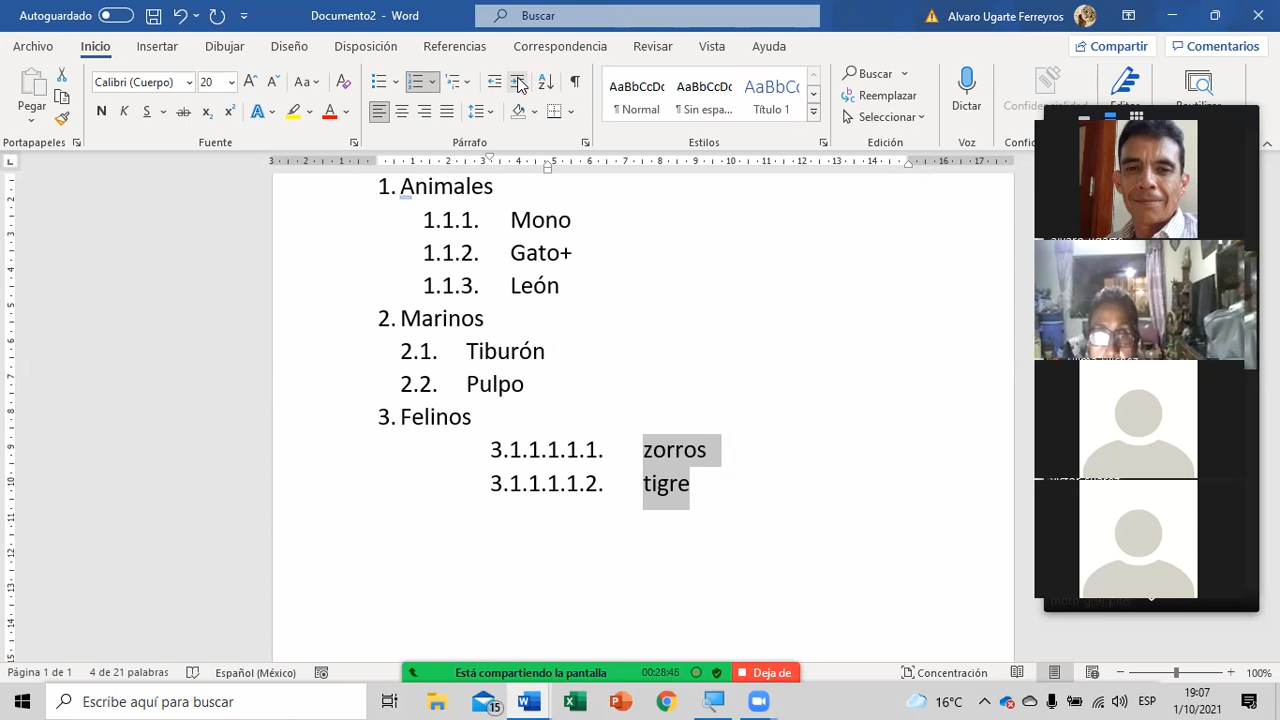 Autoguardado
Documento2 - Word
Buscar
Alvaro Ugarte Ferreyros
Archivo Inicio Insertar Dibujar Diseño Disposición Referencias Correspondencia Revisar Vista Ayuda
Compartir Comentarios
Pegar
Calibri (Cuerpo) 20
AaBbCcDc AaBbCcDc AaBbCc
¶ Normal ¶ Sin espa... Título 1
Buscar
Reemplazar
Seleccionar
Dictar
Portapapeles Fuente Párrafo Estilos Edición Voz
1. Animales
1.1.1. Mono
1.1.2. Gato+
1.1.3. León
2. Marinos
2.1. Tiburón
2.2. Pulpo
3. Felinos
3.1.1.1.1.1. zorros
3.1.1.1.1.2. tigre
Página 1 de 1 4 de 21 palabras Español (México)
Está compartiendo la pantalla 00:28:45 Deja de
Concentración 100%
Escribe aquí para buscar
15
16°C ESP 19:07
1/10/2021